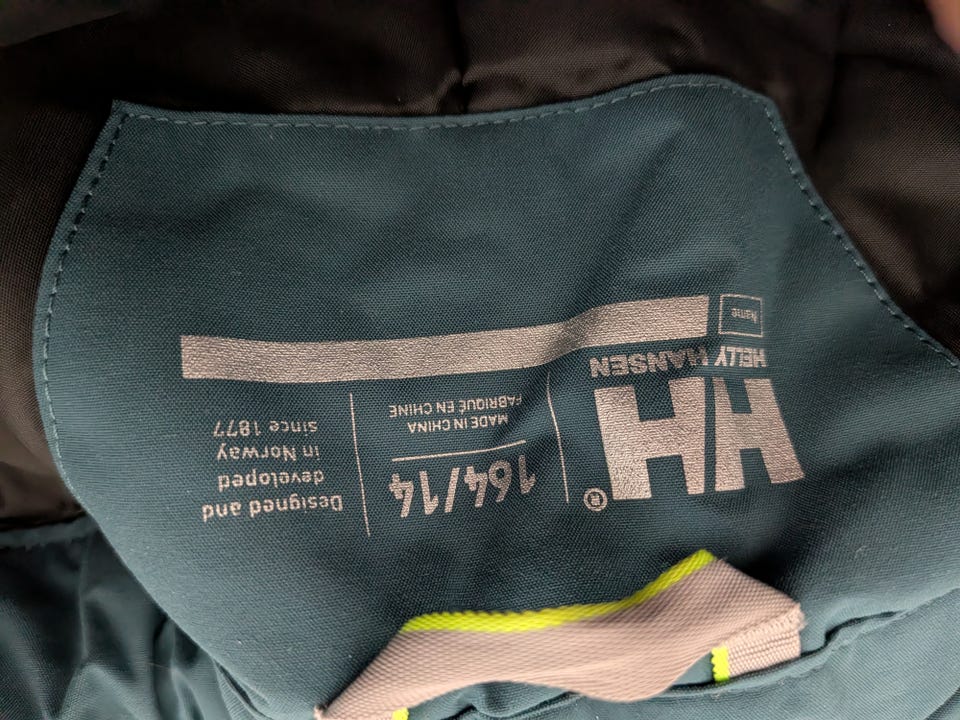 HH®
HELLY HANSEN
164/14
MADE IN CHINA
FABRIQUÉ EN CHINE
Designed and
developed
in Norway
since 1877
Name